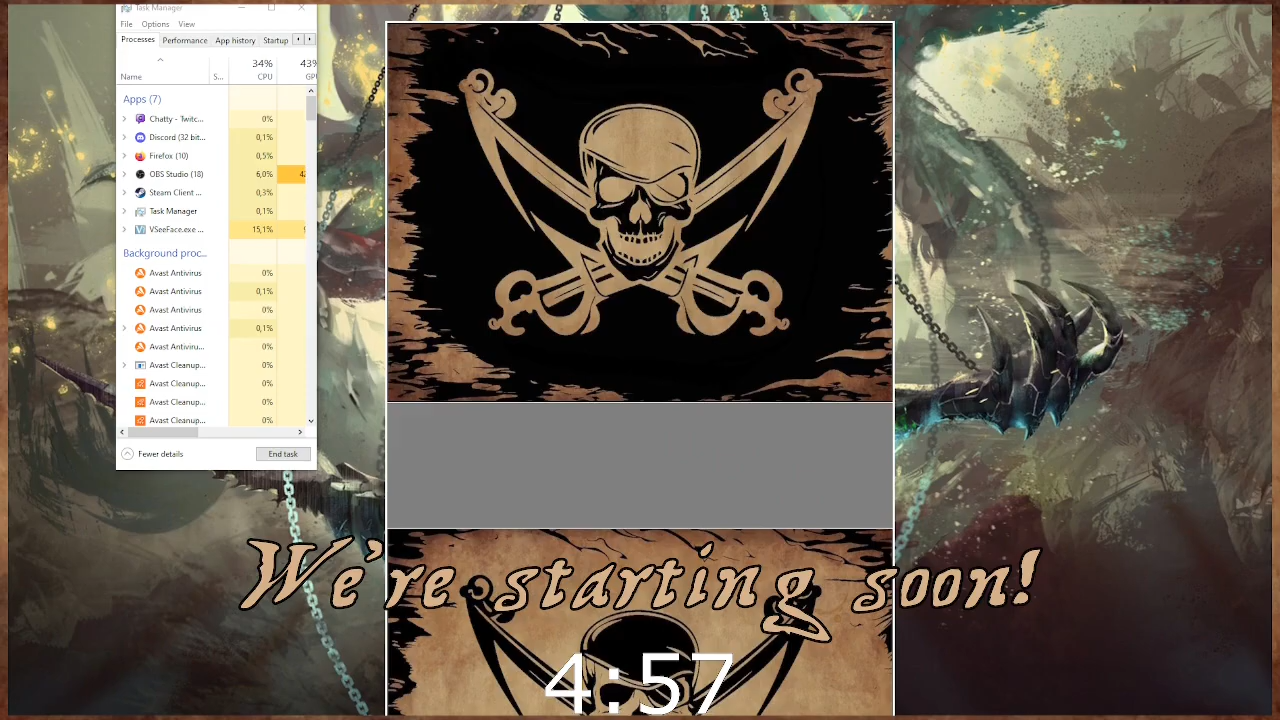 Task Manager
File Options View
Processes Performance App history Startup
34% 43%
Name S... CPU
Apps (7)
Chatty - Twitc... 0%
Discord (32 bit... 0,1%
Firefox (10) 0,5%
OBS Studio (18) 6,0%
Steam Client ... 0,3%
Task Manager 0,1%
VSeeFace.exe ... 15,1%
Background proc...
Avast Antivirus 0%
Avast Antivirus 0,1%
Avast Antivirus 0%
Avast Antivirus 0,1%
Avast Antiviru... 0%
Avast Cleanup... 0%
Avast Cleanup... 0%
Avast Cleanup... 0%
Avast Cleanup... 0%
Fewer details End task
We're starting soon!
4:57